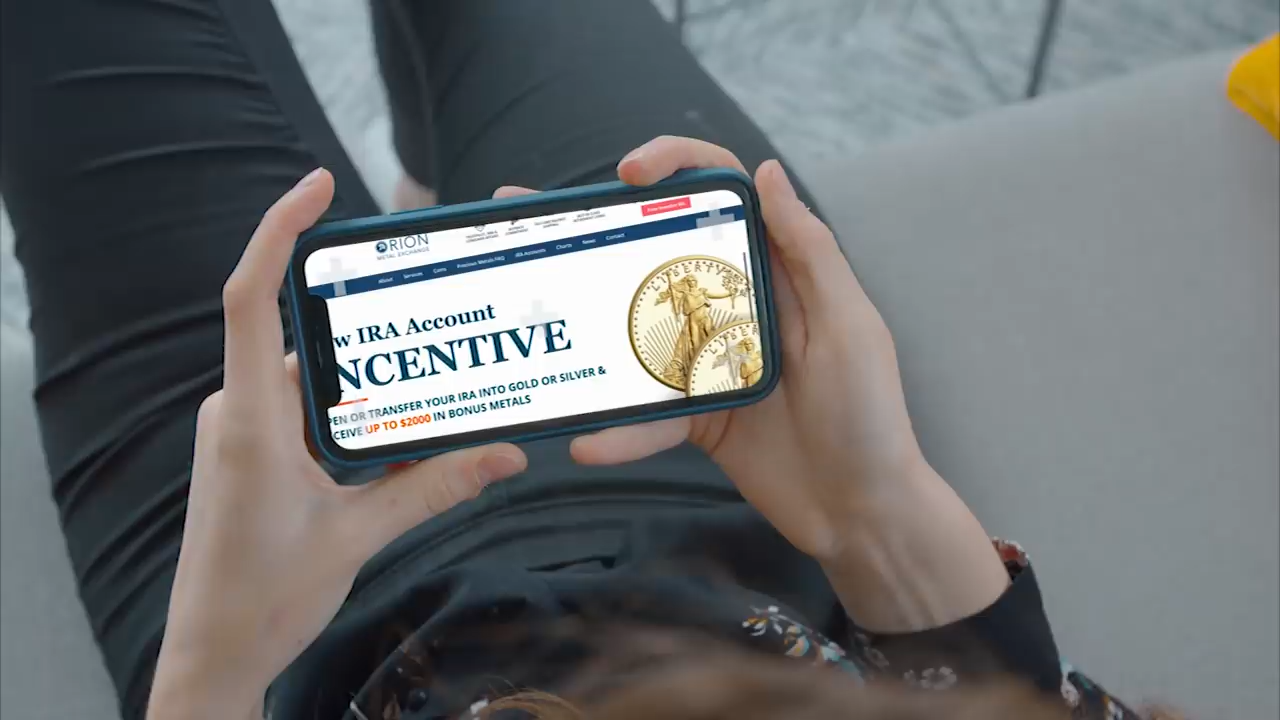 ORION
METAL EXCHANGE
About Services Coins Precious Metals FAQ IRA Accounts Charts News Contact
w IRA Account
NCENTIVE
PEN OR TRANSFER YOUR IRA INTO GOLD OR SILVER &
CEIVE UP TO $2000 IN BONUS METALS
LIBERTY
LIBER